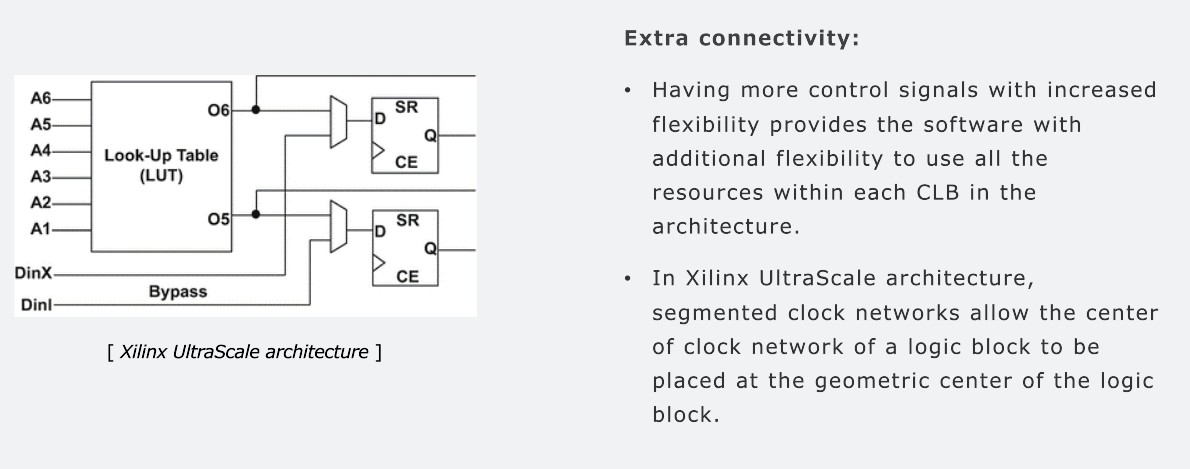 A6
A5
A4
A3
A2
A1
Look-Up Table
(LUT)
O6
O5
D
SR
Q
CE
D
SR
Q
CE
DinX
Bypass
DinI
[ Xilinx UltraScale architecture ]
Extra connectivity:
• Having more control signals with increased
flexibility provides the software with
additional flexibility to use all the
resources within each CLB in the
architecture.
• In Xilinx UltraScale architecture,
segmented clock networks allow the center
of clock network of a logic block to be
placed at the geometric center of the logic
block.